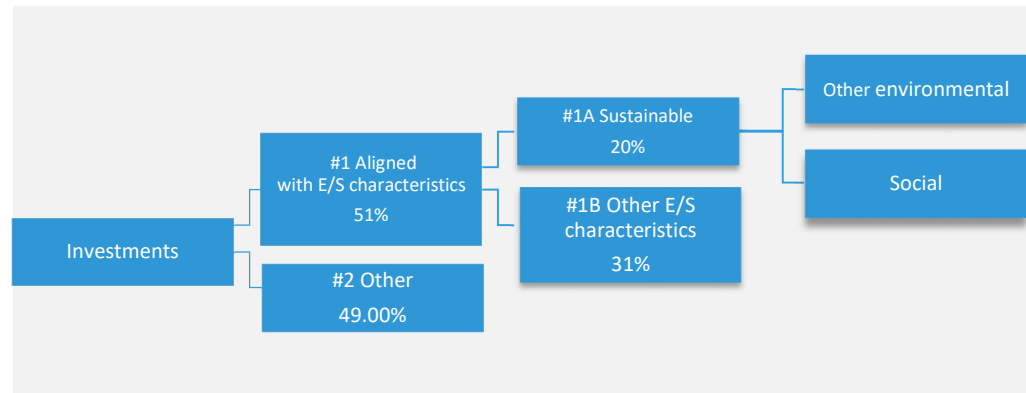 Investments
#1 Aligned
with E/S characteristics
51%
#2 Other
49.00%
#1A Sustainable
20%
#1B Other E/S
characteristics
31%
Other environmental
Social